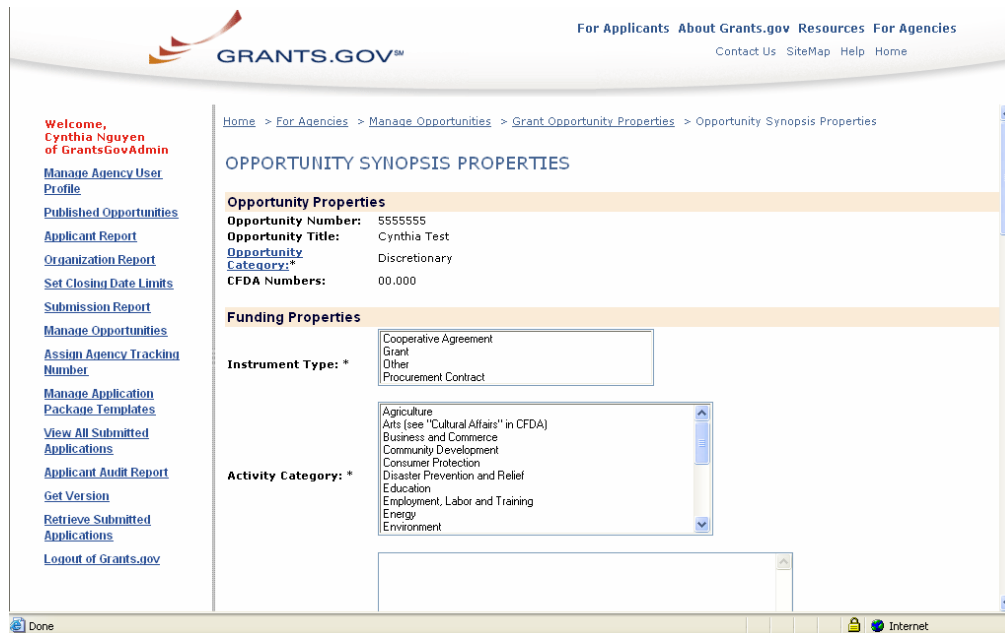 For Applicants About Grants.gov Resources For Agencies
Contact Us SiteMap Help Home
GRANTS.GOV℠
Welcome,
Cynthia Nguyen
of GrantsGovAdmin
Manage Agency User
Profile
Published Opportunities
Applicant Report
Organization Report
Set Closing Date Limits
Submission Report
Manage Opportunities
Assign Agency Tracking
Number
Manage Application
Package Templates
View All Submitted
Applications
Applicant Audit Report
Get Version
Retrieve Submitted
Applications
Logout of Grants.gov
Home > For Agencies > Manage Opportunities > Grant Opportunity Properties > Opportunity Synopsis Properties
OPPORTUNITY SYNOPSIS PROPERTIES
Opportunity Properties
Opportunity Number: 5555555
Opportunity Title: Cynthia Test
Opportunity
Category:* Discretionary
CFDA Numbers: 00.000
Funding Properties
Instrument Type: *
Cooperative Agreement
Grant
Other
Procurement Contract
Activity Category: *
Agriculture
Arts (see "Cultural Affairs" in CFDA)
Business and Commerce
Community Development
Consumer Protection
Disaster Prevention and Relief
Education
Employment, Labor and Training
Energy
Environment
Done
Internet